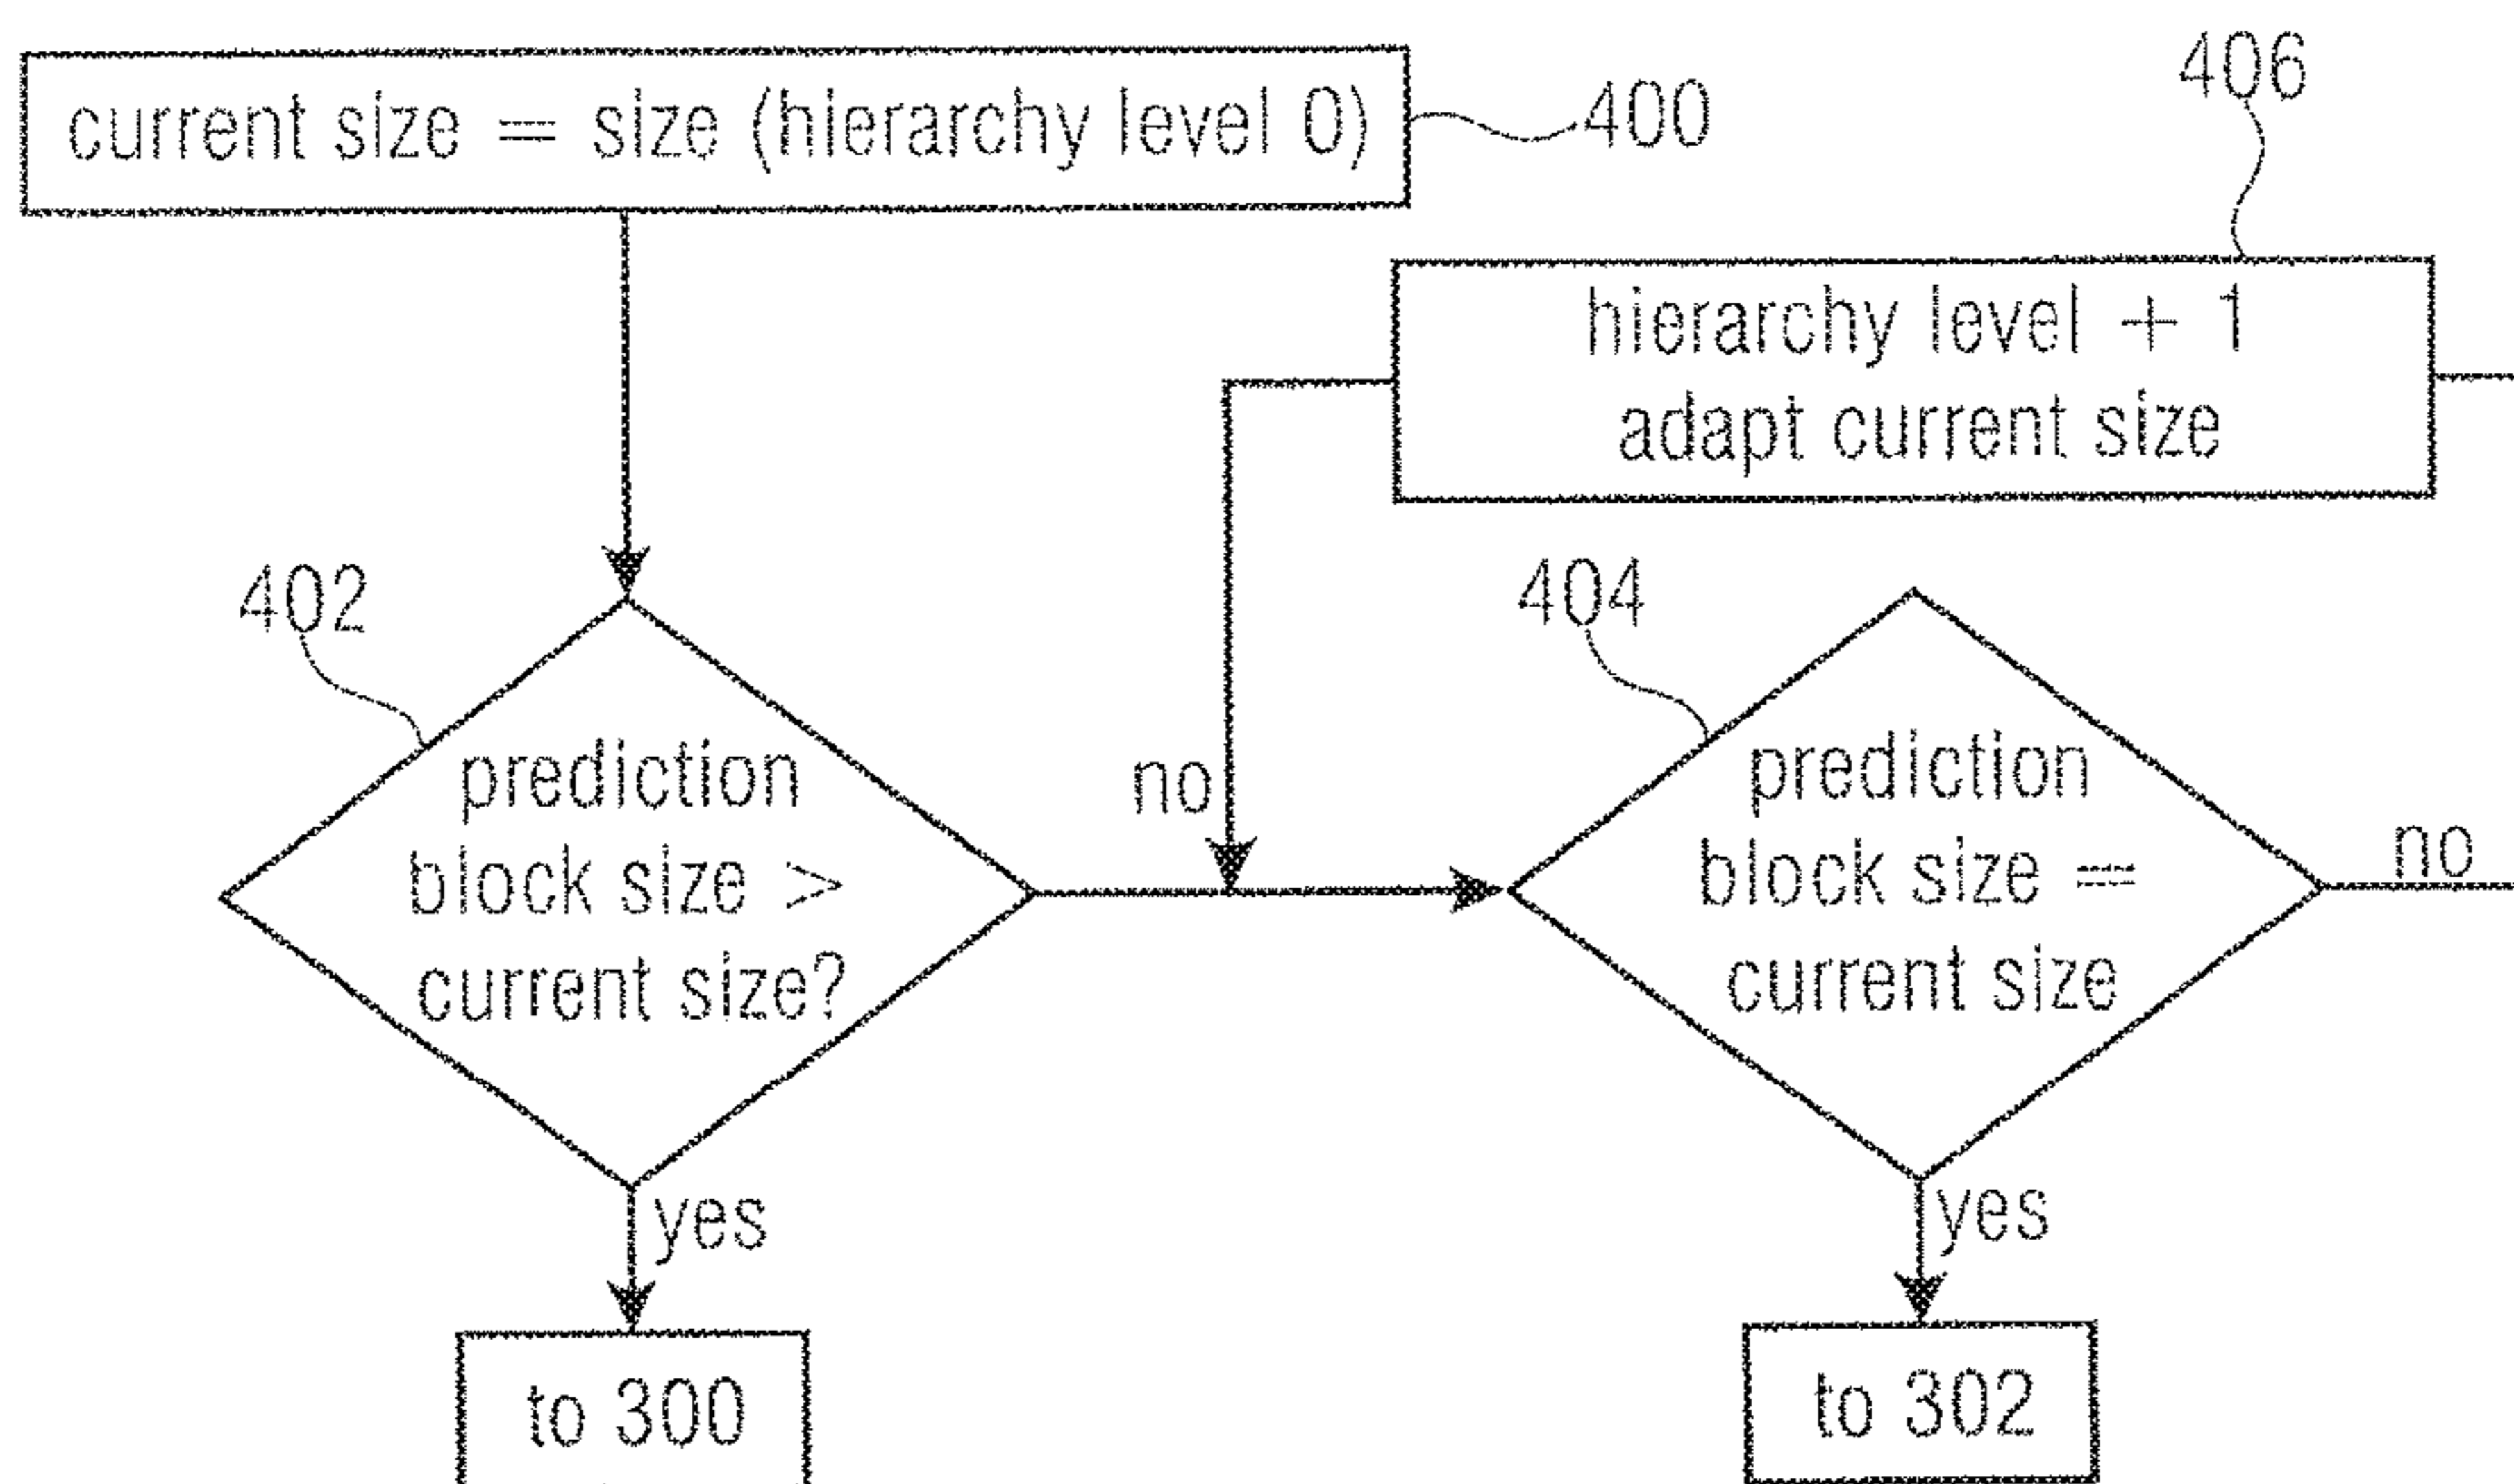 current size = size (hierarchy level 0)
400
406
hierarchy level + 1
adapt current size
402
prediction
block size >
current size?
no
404
prediction
block size =
current size
no
yes
yes
to 300
to 302